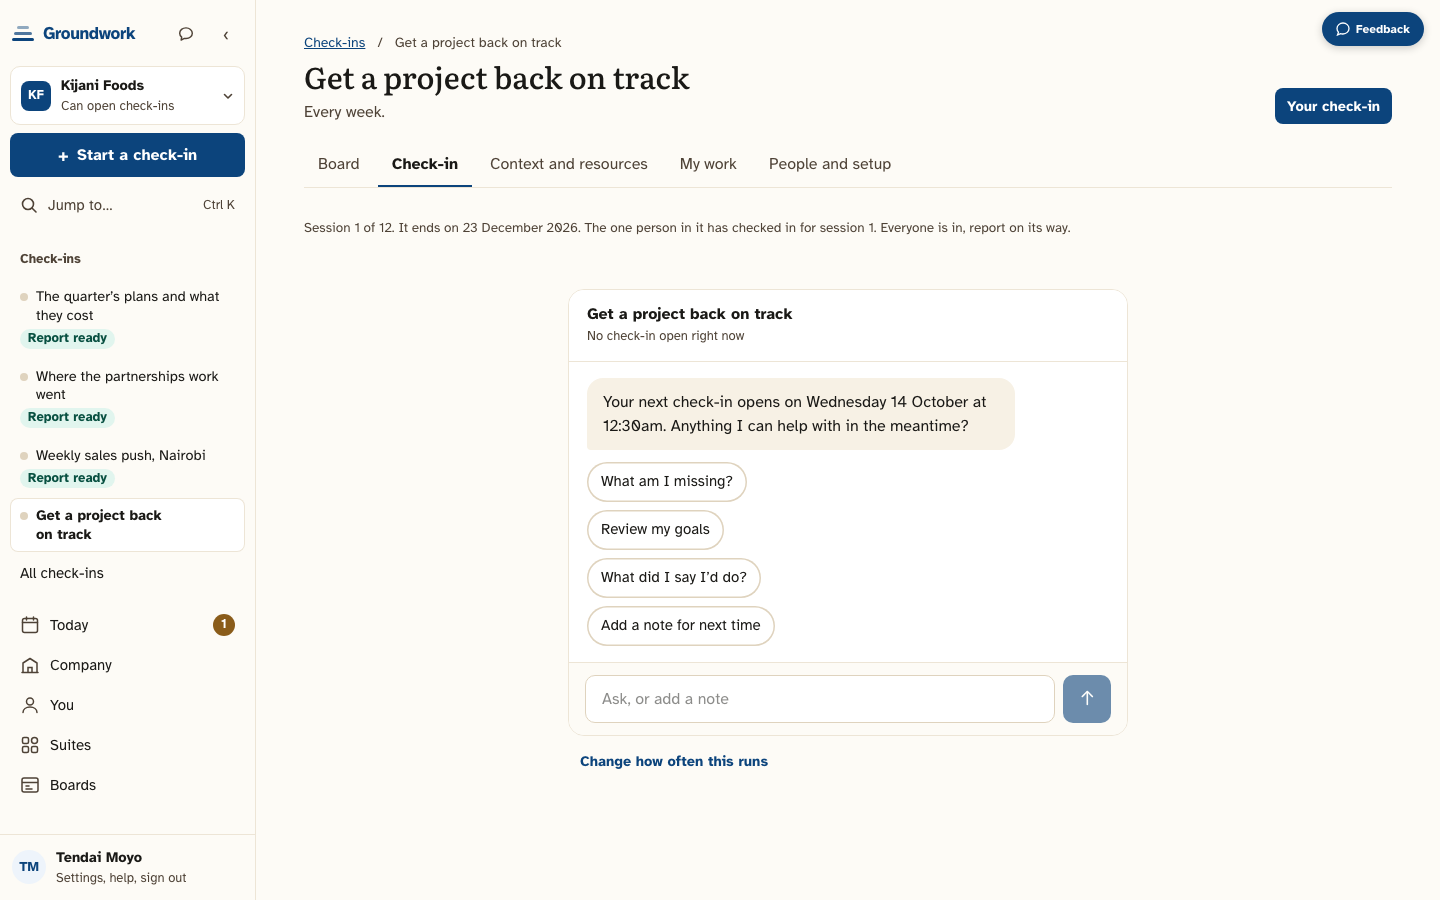 Groundwork
KF
Kijani Foods
Can open check-ins
+ Start a check-in
Jump to...
Ctrl K
Check-ins
The quarter's plans and what
they cost
Report ready
Where the partnerships work
went
Report ready
Weekly sales push, Nairobi
Report ready
Get a project back
on track
All check-ins
Today
1
Company
You
Suites
Boards
TM
Tendai Moyo
Settings, help, sign out
Check-ins / Get a project back on track
Feedback
Get a project back on track
Every week.
Your check-in
Board
Check-in
Context and resources
My work
People and setup
Session 1 of 12. It ends on 23 December 2026. The one person in it has checked in for session 1. Everyone is in, report on its way.
Get a project back on track
No check-in open right now
Your next check-in opens on Wednesday 14 October at
12:30am. Anything I can help with in the meantime?
What am I missing?
Review my goals
What did I say I'd do?
Add a note for next time
Ask, or add a note
Change how often this runs